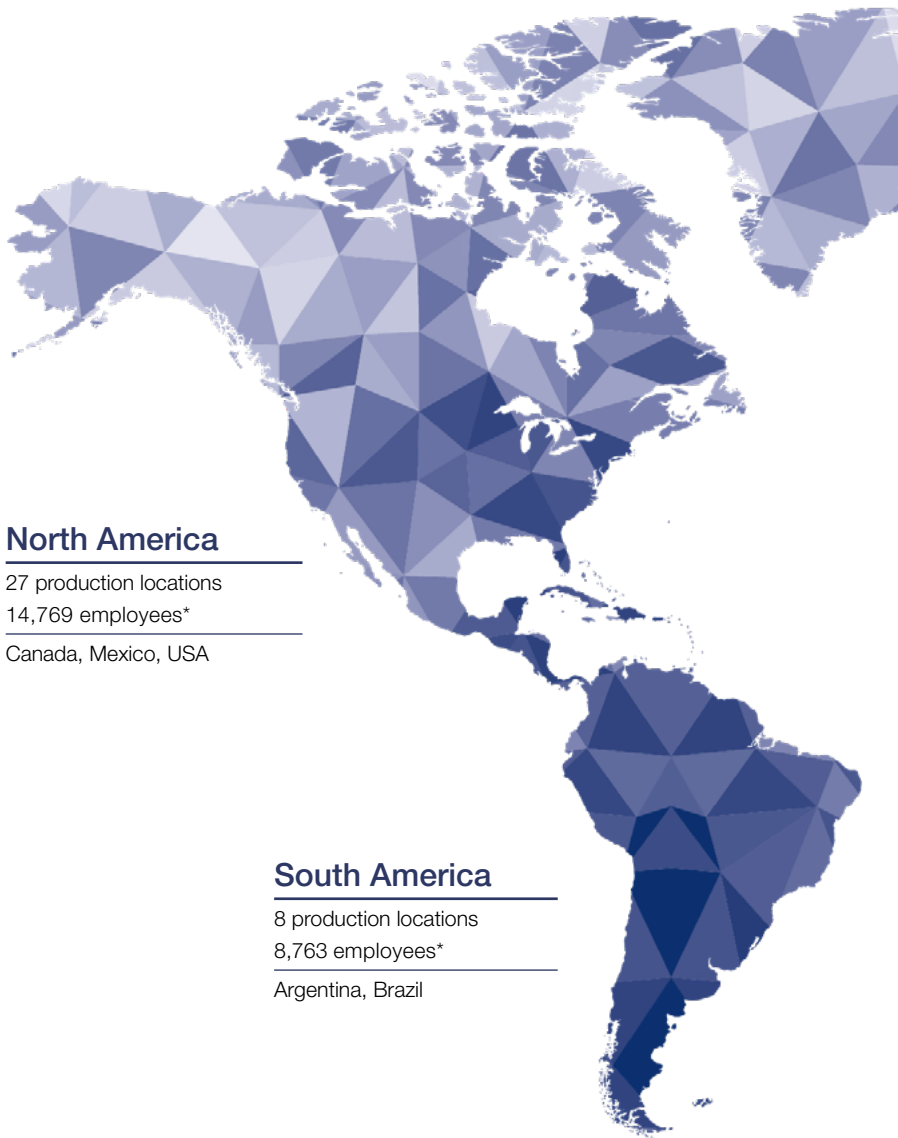 North America
27 production locations
14,769 employees*
Canada, Mexico, USA
South America
8 production locations
8,763 employees*
Argentina, Brazil